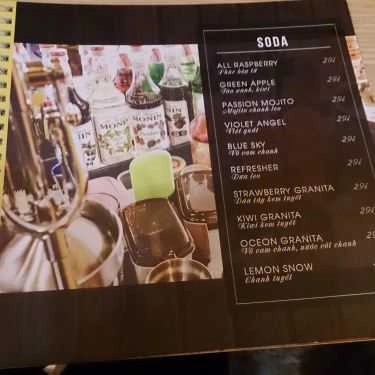 SODA
ALL RASPBERRY 29k
Phúc bồn tử
GREEN APPLE 29k
Táo xanh, kiwi
PASSION MOJITO 29k
Mojito chanh leo
VIOLET ANGEL 29k
Việt quất
BLUE SKY 29k
Vỏ cam chanh
REFRESHER 29k
Dưa leo
STRAWBERRY GRANITA 29k
Dâu tây kem tuyết
KIWI GRANITA 29k
Kiwi kem tuyết
OCEON GRANITA 29k
Vỏ cam chanh, nước cốt chanh
LEMON SNOW 29k
Chanh tuyết
MONIN
MONIN